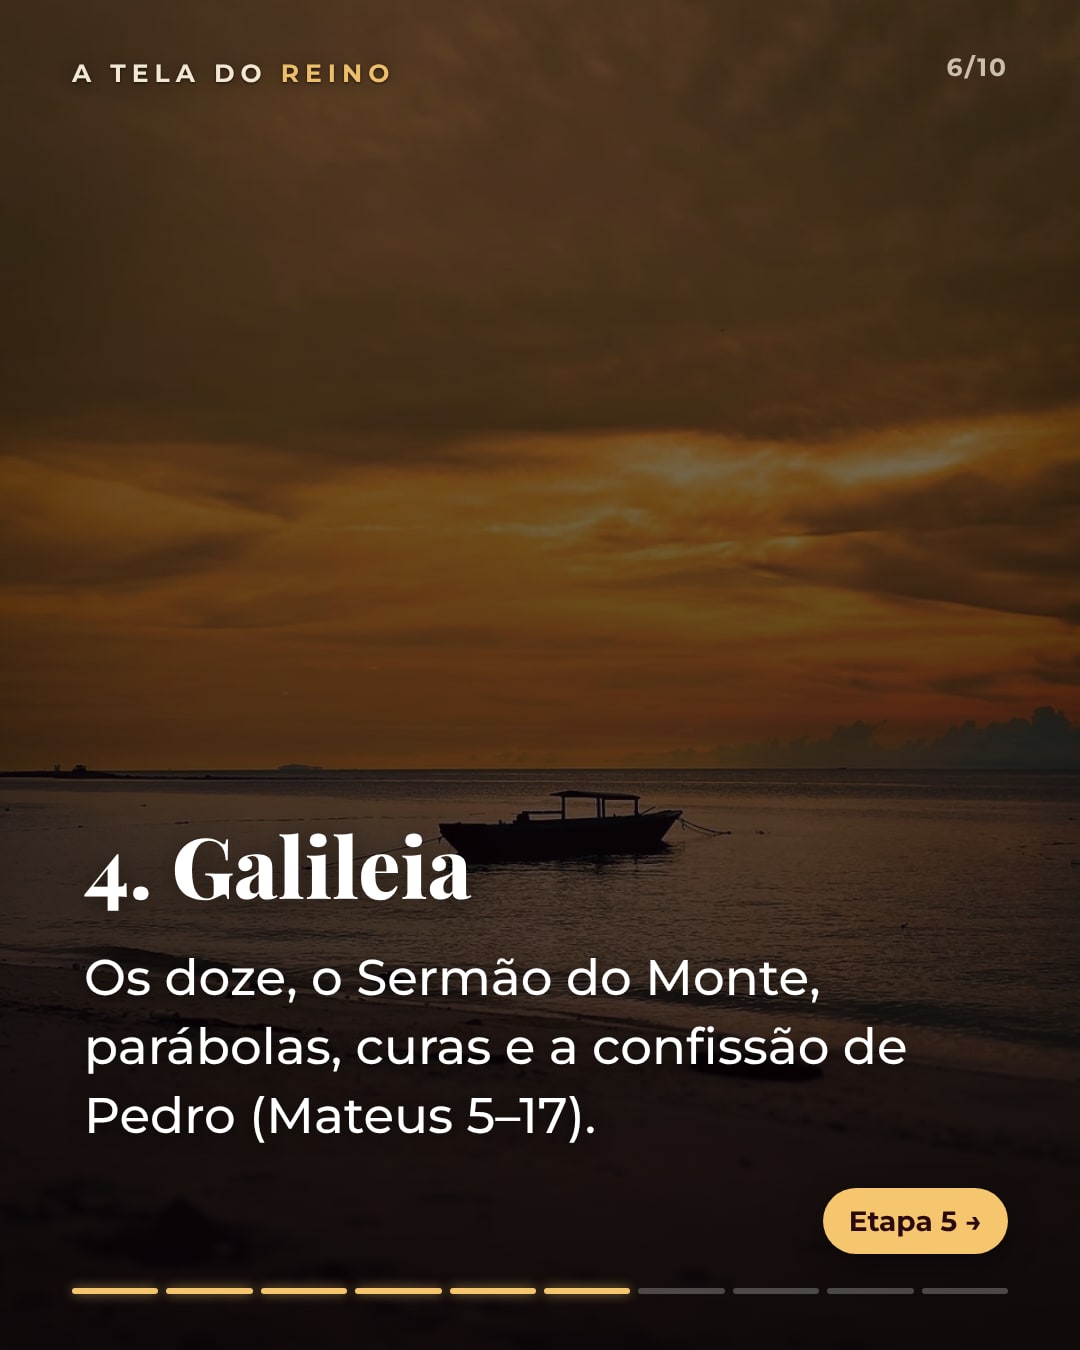 A TELA DO REINO
6/10
4. Galileia
Os doze, o Sermão do Monte,
parábolas, curas e a confissão de
Pedro (Mateus 5–17).
Etapa 5 →